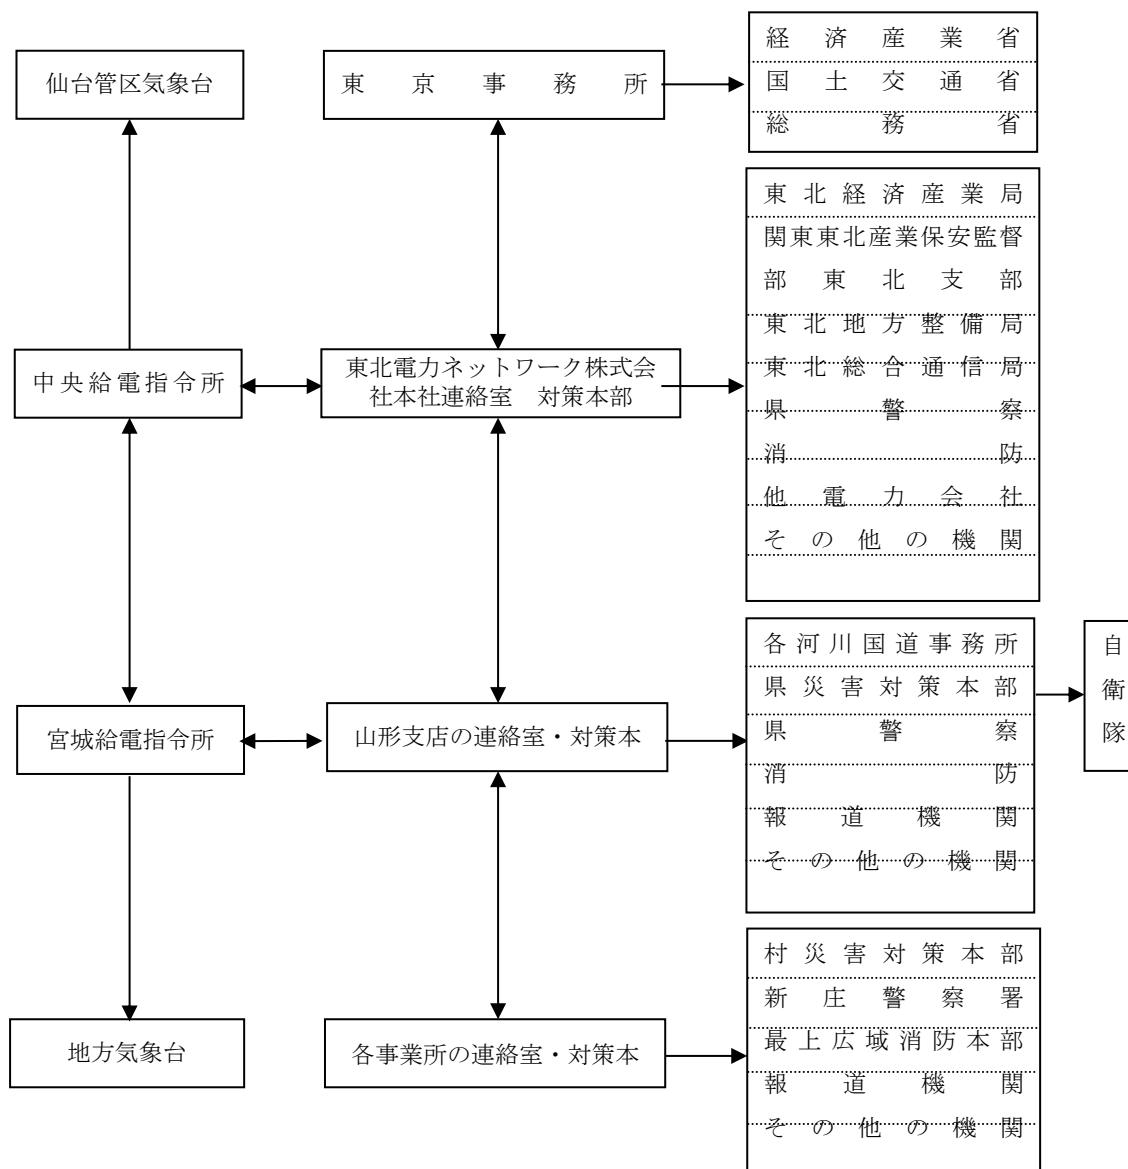 仙台管区気象台
東京事務所
経済産業省
国土交通省
総務省
東北経済産業局
関東東北産業保安監督
部東北支部
東北地方整備局
東北総合通信局
県警察
消防
他電力会社
その他の機関
中央給電指令所
東北電力ネットワーク株式会
社本社連絡室　対策本部
宮城給電指令所
山形支店の連絡室・対策本
各河川国道事務所
県災害対策本部
県警察
消防
報道機関
その他の機関
自衛隊
地方気象台
各事業所の連絡室・対策本
村災害対策本部
新庄警察署
最上広域消防本部
報道機関
その他の機関